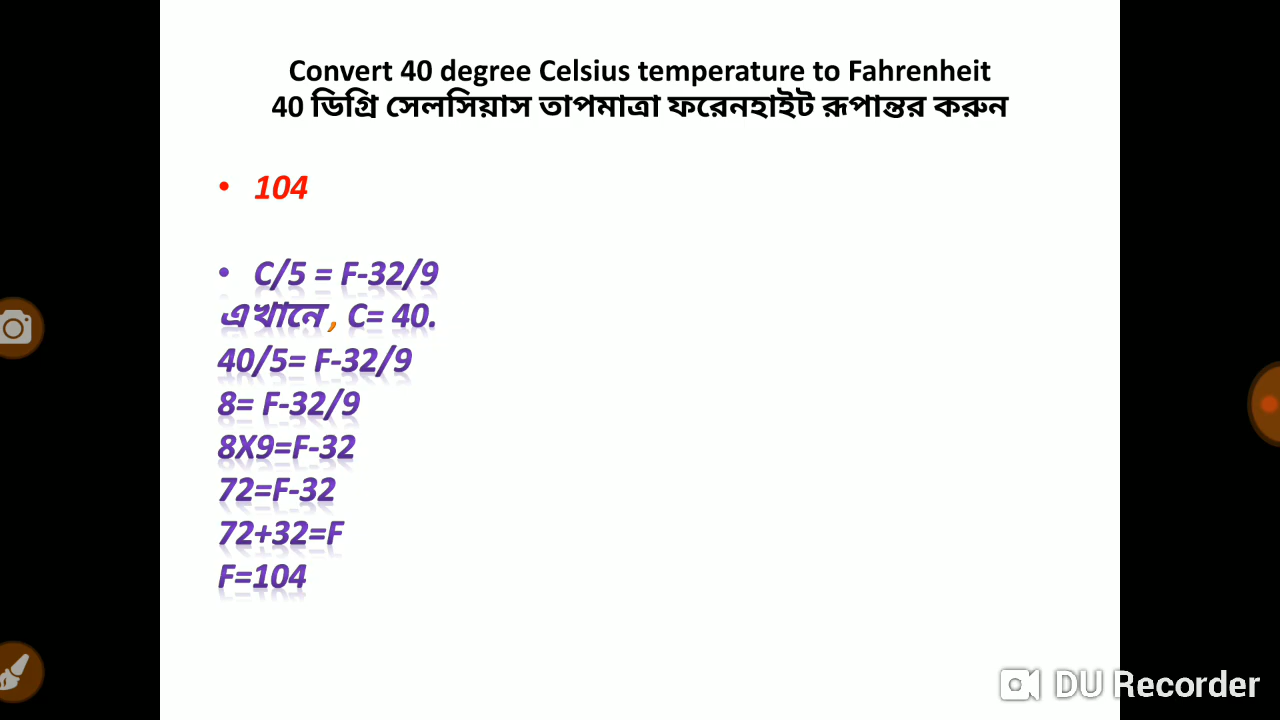 Convert 40 degree Celsius temperature to Fahrenheit
40 ডিগ্রি সেলসিয়াস তাপমাত্রা ফরেনহাইট রূপান্তর করুন
• 104
• C/5 = F-32/9
এখানে , C= 40.
40/5= F-32/9
8= F-32/9
8X9=F-32
72=F-32
72+32=F
F=104
DU Recorder